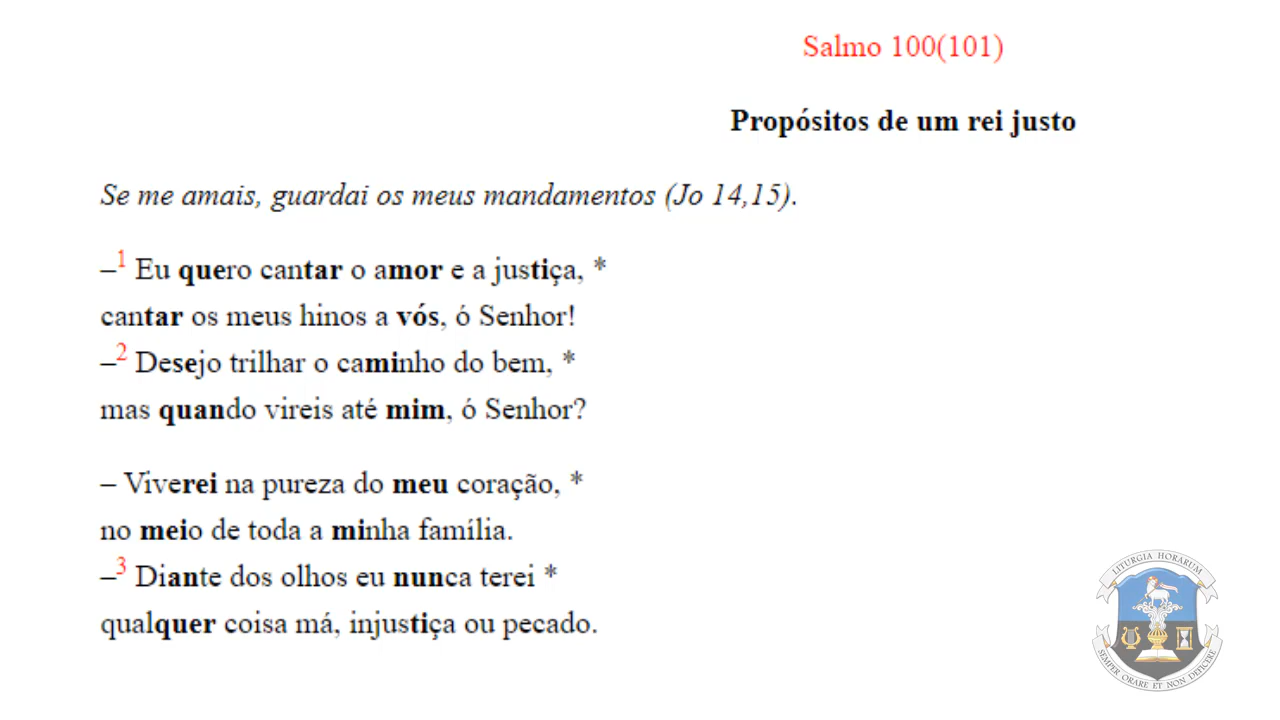 Salmo 100(101)
Propósitos de um rei justo
Se me amais, guardai os meus mandamentos (Jo 14,15).
–1 Eu quero cantar o amor e a justiça, *
cantar os meus hinos a vós, ó Senhor!
–2 Desejo trilhar o caminho do bem, *
mas quando vireis até mim, ó Senhor?
– Viverei na pureza do meu coração, *
no meio de toda a minha família.
–3 Diante dos olhos eu nunca terei *
qualquer coisa má, injustiça ou pecado.
LITURGIA HORARUM
SEMPER ORARE ET NON DEFICERE